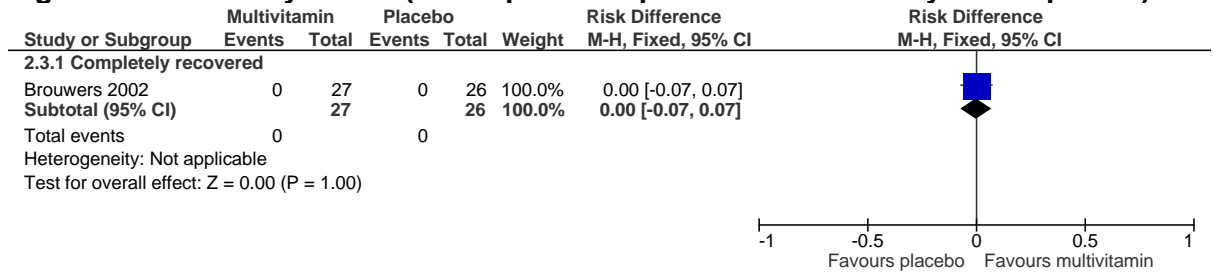 Multivitamin Placebo Risk Difference Risk Difference
Study or Subgroup Events Total Events Total Weight M-H, Fixed, 95% CI M-H, Fixed, 95% CI
2.3.1 Completely recovered
Brouwers 2002 0 27 0 26 100.0% 0.00 [-0.07, 0.07]
Subtotal (95% CI) 27 26 100.0% 0.00 [-0.07, 0.07]
Total events 0 0
Heterogeneity: Not applicable
Test for overall effect: Z = 0.00 (P = 1.00)
-1 -0.5 0 0.5 1
Favours placebo Favours multivitamin